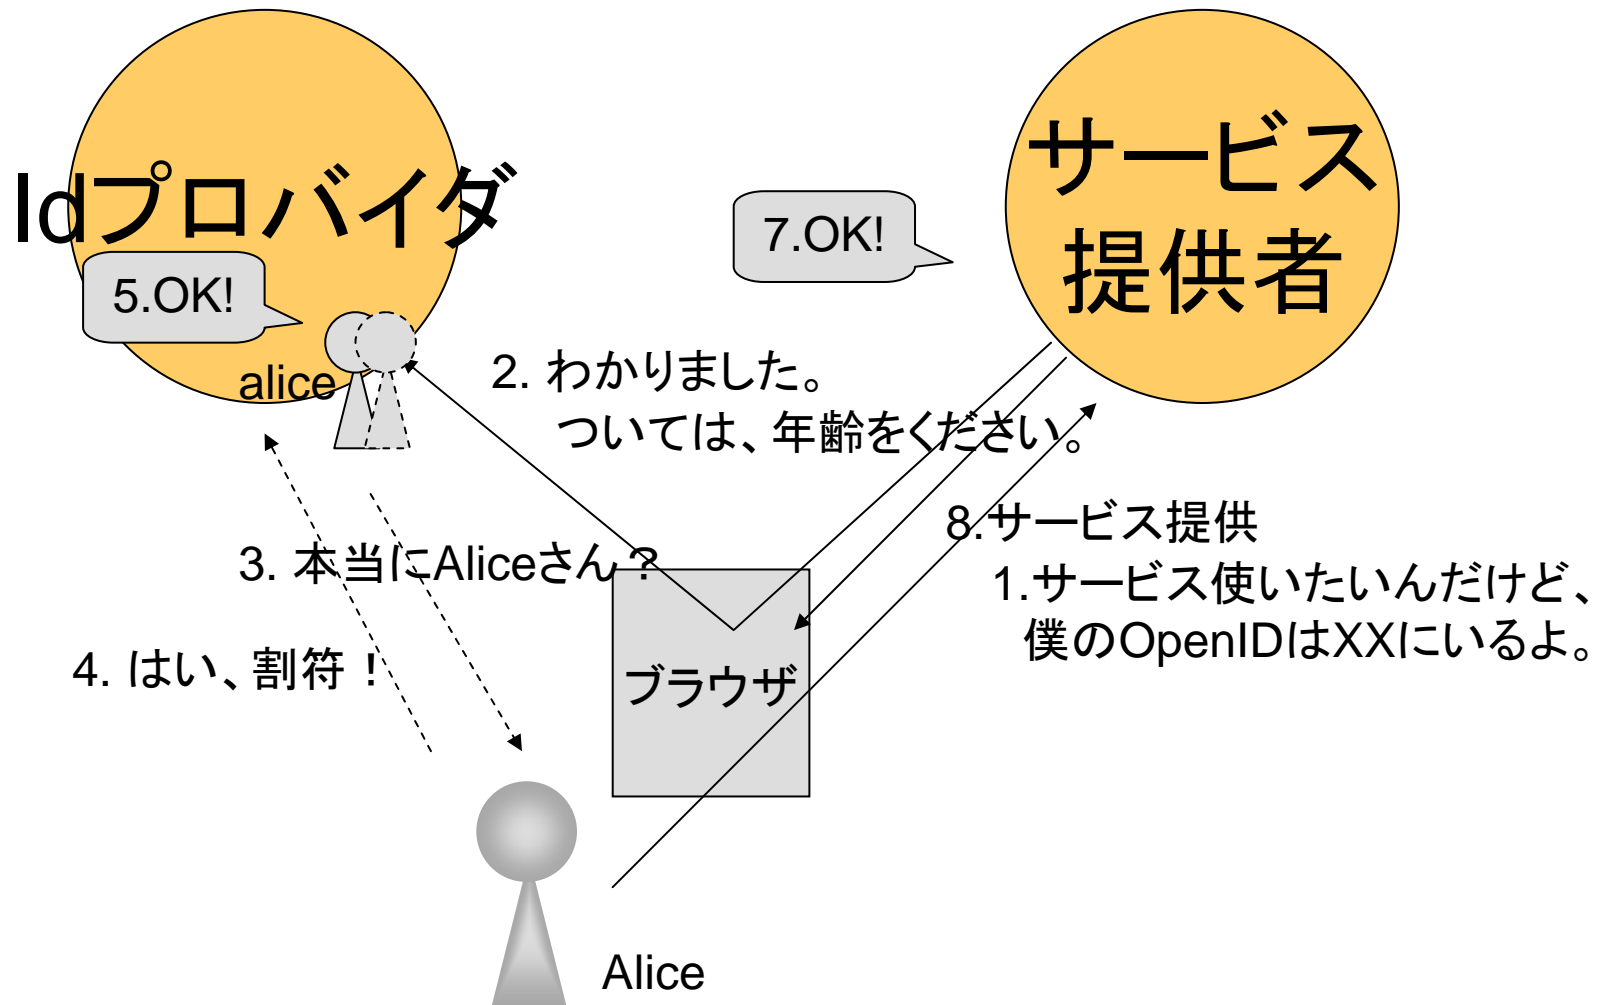 Idプロバイダ
サービス
提供者
7.OK!
5.OK!
alice
2. わかりました。
ついては、年齢をください。
8.サービス提供
1.サービス使いたいんだけど、
僕のOpenIDはXXにいるよ。
3. 本当にAliceさん？
4. はい、割符！
ブラウザ
Alice